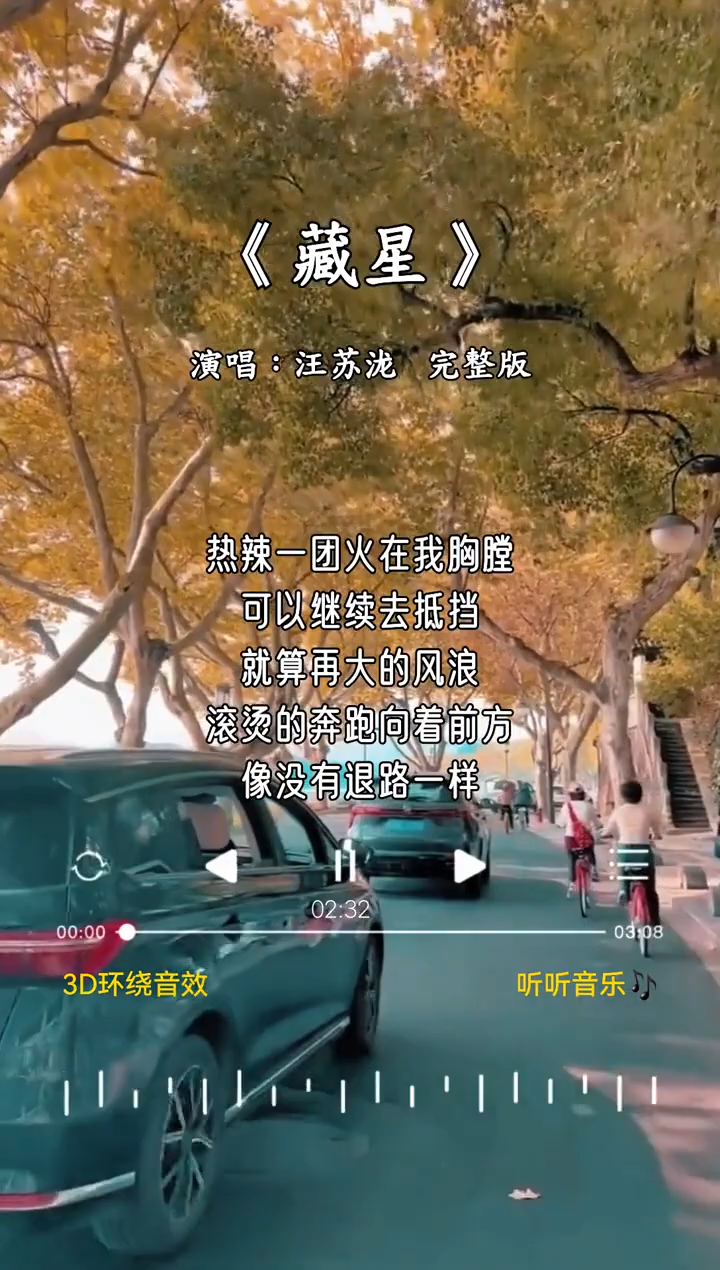 《藏星》
演唱：汪苏泷 完整版
热辣一团火在我胸膛
可以继续去抵挡
就算再大的风浪
滚烫的奔跑向着前方
像没有退路一样
02:32
00:00 03:08
3D环绕音效 听听音乐